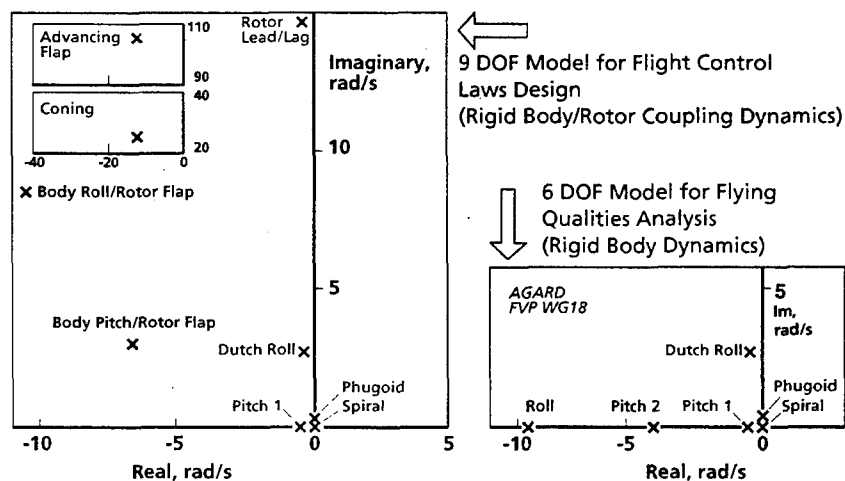 Advancing
Flap
110
90
Coning
40
20
-40
-20
0
Rotor
Lead/Lag
Imaginary,
rad/s
10
Body Roll/Rotor Flap
5
Body Pitch/Rotor Flap
Dutch Roll
Pitch 1
Phugoid
Spiral
-10
-5
0
5
Real, rad/s
9 DOF Model for Flight Control
Laws Design
(Rigid Body/Rotor Coupling Dynamics)
6 DOF Model for Flying
Qualities Analysis
(Rigid Body Dynamics)
AGARD
FVP WG18
5
Im,
rad/s
Dutch Roll
Phugoid
Roll
Pitch 2
Pitch 1
Spiral
-10
-5
0
Real, rad/s